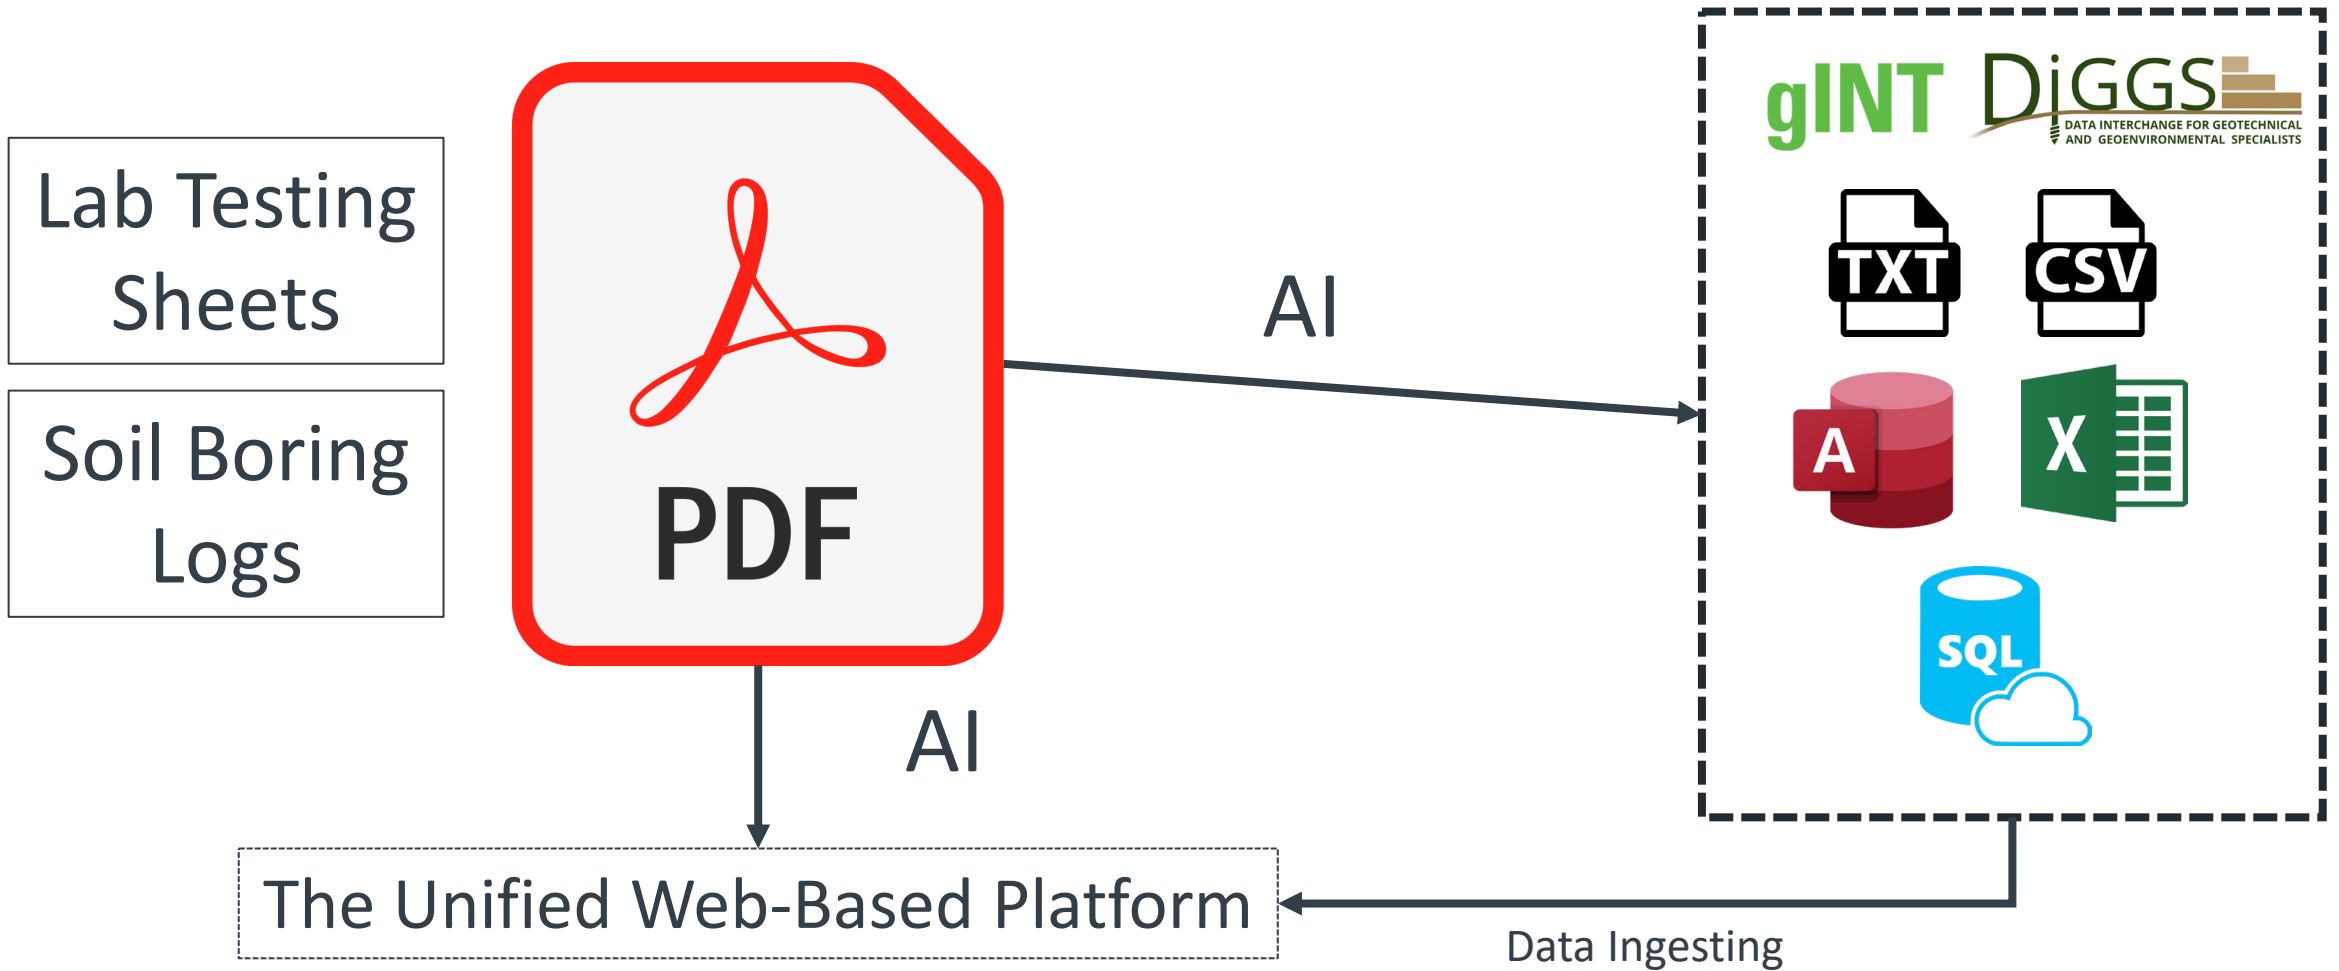 Lab Testing
Sheets
Soil Boring
Logs
PDF
AI
AI
gINT
DiGGS
DATA INTERCHANGE FOR GEOTECHNICAL
AND GEOENVIRONMENTAL SPECIALISTS
TXT
CSV
A
X
SQL
The Unified Web-Based Platform
Data Ingesting